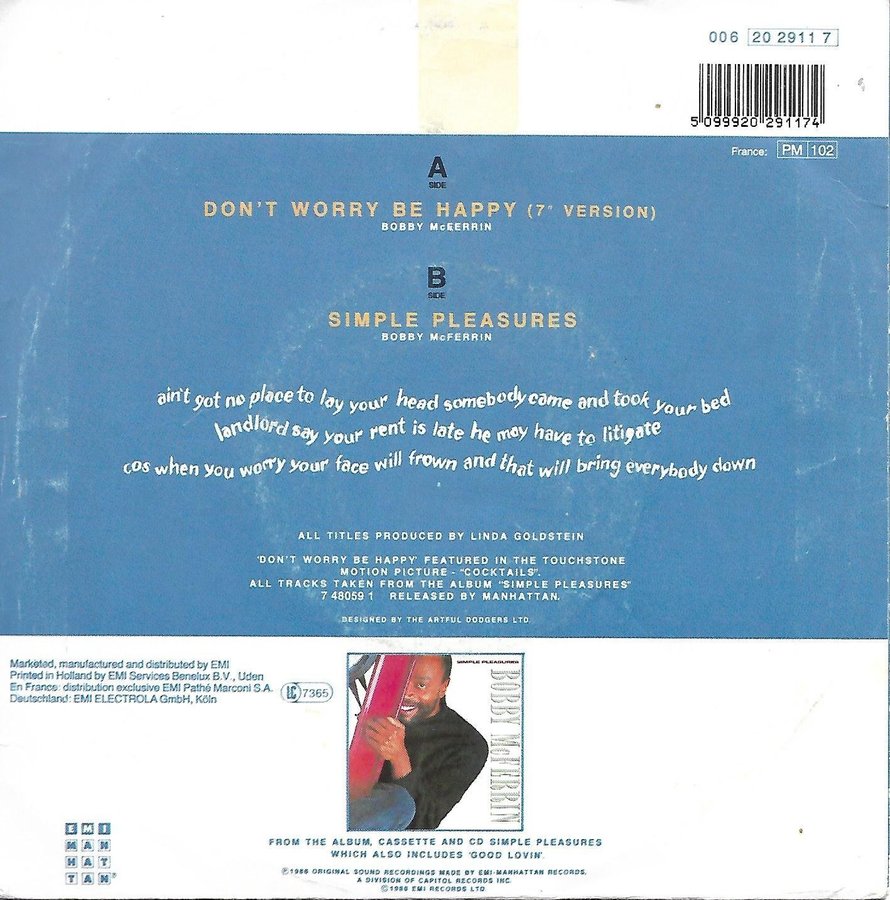 006 20 2911 7
5 099920 291174
France: PM 102
A
SIDE
DON'T WORRY BE HAPPY (7" VERSION)
BOBBY McFERRIN
B
SIDE
SIMPLE PLEASURES
BOBBY McFERRIN
ain't got no place to lay your head somebody came and took your bed
landlord say your rent is late he may have to litigate
cos when you worry your face will frown and that will bring everybody down
ALL TITLES PRODUCED BY LINDA GOLDSTEIN
'DON'T WORRY BE HAPPY' FEATURED IN THE TOUCHSTONE
MOTION PICTURE - "COCKTAILS".
ALL TRACKS TAKEN FROM THE ALBUM "SIMPLE PLEASURES"
7 48059 1 RELEASED BY MANHATTAN.
DESIGNED BY THE ARTFUL DODGERS LTD.
Marketed, manufactured and distributed by EMI
Printed in Holland by EMI Services Benelux B.V., Uden
En France: distribution exclusive EMI Pathé Marconi S.A.
Deutschland: EMI ELECTROLA GmbH, Köln
LC 7365
SIMPLE PLEASURES
BOBBY McFERRIN
EMI
MAN
HAT
TAN®
FROM THE ALBUM, CASSETTE AND CD SIMPLE PLEASURES
WHICH ALSO INCLUDES 'GOOD LOVIN'.
℗1988 ORIGINAL SOUND RECORDINGS MADE BY EMI-MANHATTAN RECORDS,
A DIVISION OF CAPITOL RECORDS INC.
©1988 EMI RECORDS LTD.